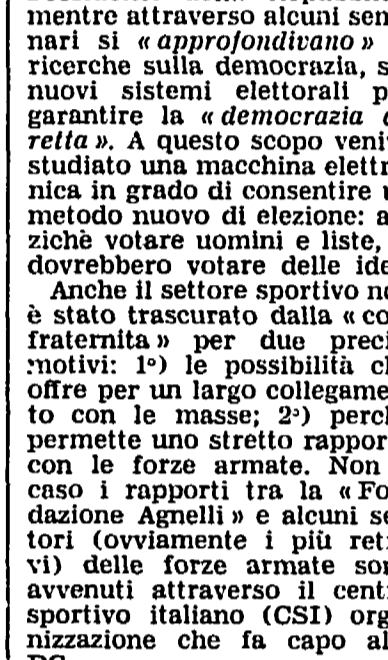 mentre attraverso alcuni sem
nari si « approfondivano »
ricerche sulla democrazia, s
nuovi sistemi elettorali p
garantire la « democrazia d
retta ». A questo scopo veni
studiato una macchina elettr
nica in grado di consentire u
metodo nuovo di elezione: a
zichè votare uomini e liste,
dovrebbero votare delle ide
Anche il settore sportivo no
è stato trascurato dalla « co
fraternita » per due preci
motivi: 1°) le possibilità c
offre per un largo collegame
to con le masse; 2ª) perc
permette uno stretto rappor
con le forze armate. Non
caso i rapporti tra la « Fo
dazione Agnelli » e alcuni se
tori (ovviamente i più ret
vi) delle forze armate so
avvenuti attraverso il cent
sportivo italiano (CSI) org
nizzazione che fa capo al